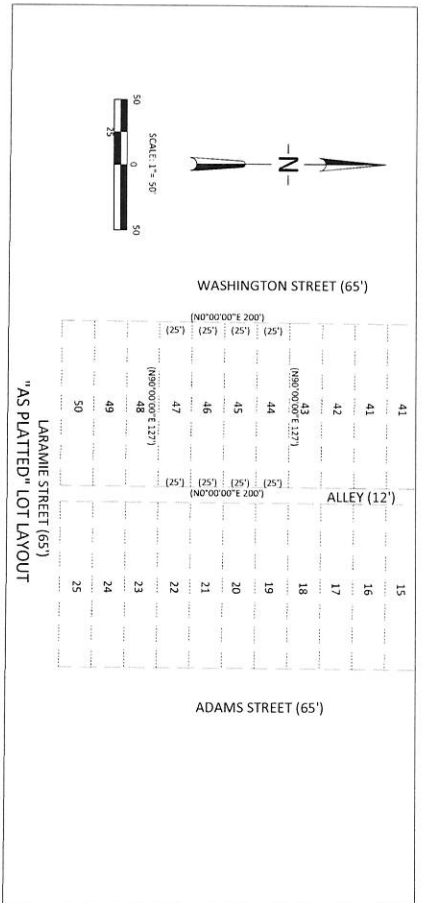 50
25
0
50
SCALE: 1" = 50'
-N-
WASHINGTON STREET (65')
(N0°00'00"E 200')
(25') (25') (25') (25')
50 49 48 47 46 45 44 43 42 41 41
(N90°00'00"E 127')
(N90°00'00"E 127')
(25') (25') (25') (25')
(N0°00'00"E 200')
ALLEY (12')
25 24 23 22 21 20 19 18 17 16 15
ADAMS STREET (65')
LARAMIE STREET (65')
"AS PLATTED" LOT LAYOUT